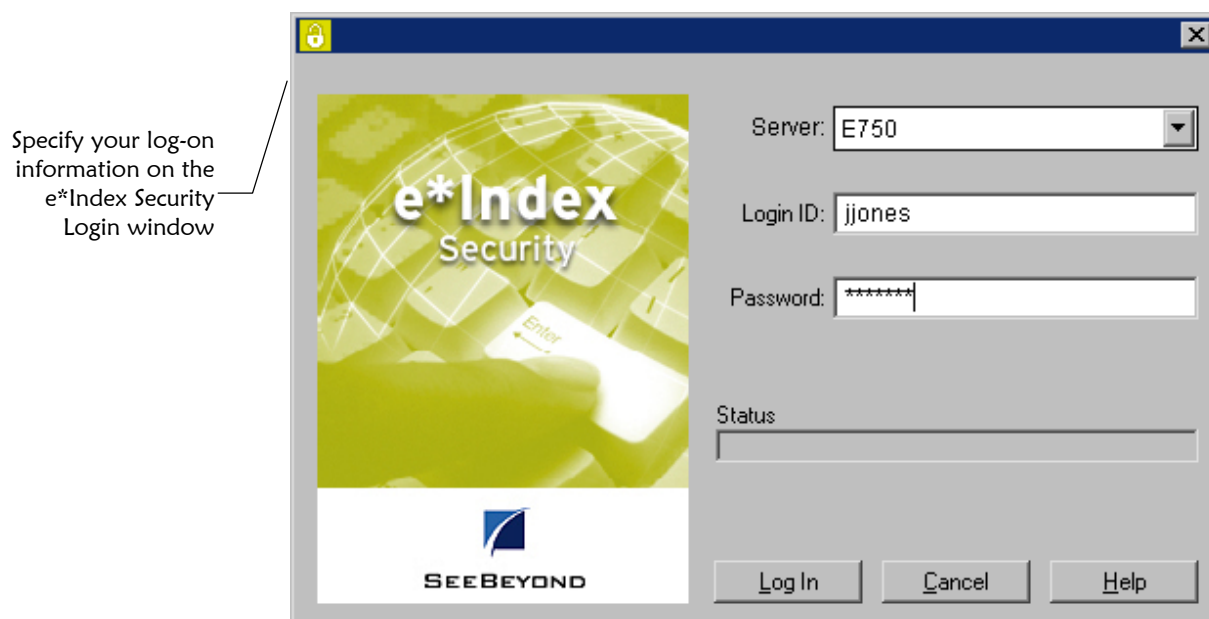 Specify your log-on
information on the
e*Index Security
Login window
e*Index
Security
Enter
SEEBEYOND
Server: E750
Login ID: jjones
Password: *******
Status
Log In Cancel Help